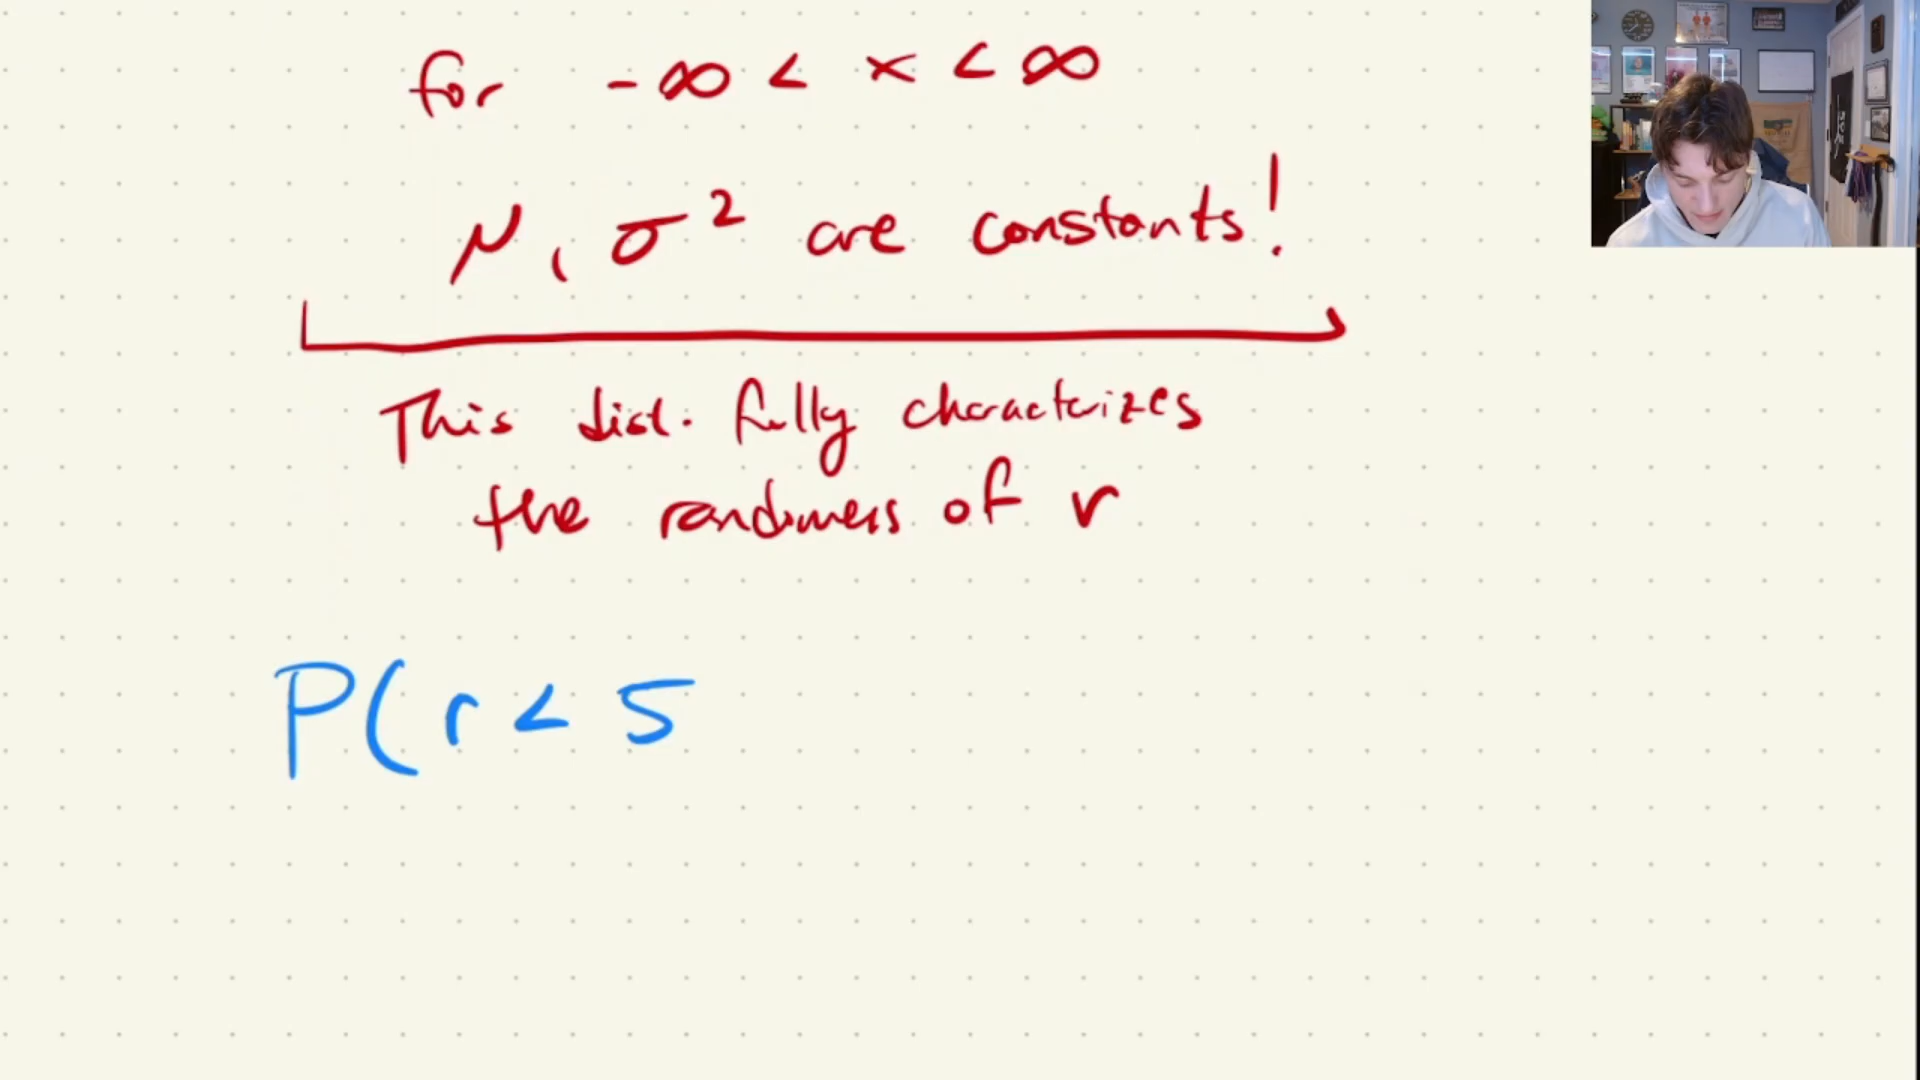 for -∞ < x < ∞
μ, σ² are constants!
This dist. fully characterizes
the randomness of r
P(r < 5